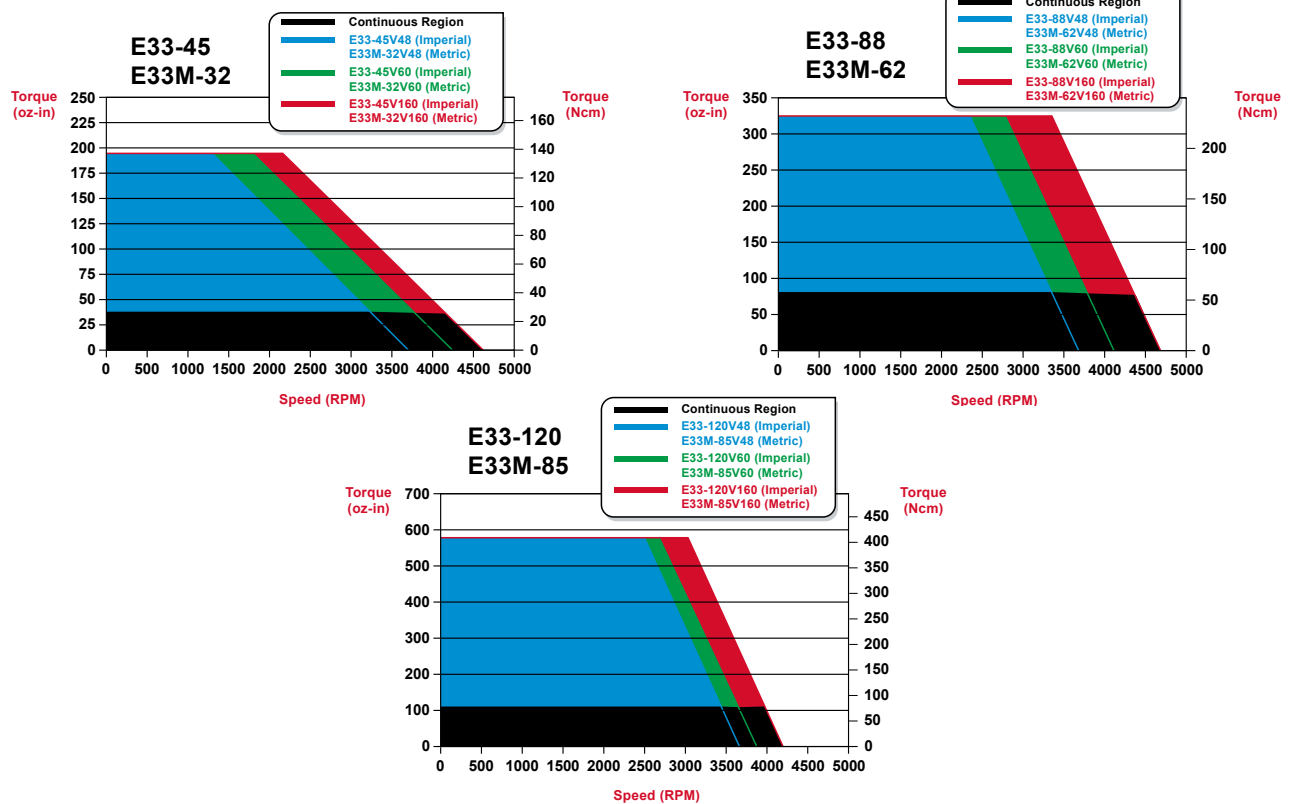 E33-45
E33M-32
Continuous Region
E33-45V48 (Imperial)
E33M-32V48 (Metric)
E33-45V60 (Imperial)
E33M-32V60 (Metric)
E33-45V160 (Imperial)
E33M-32V160 (Metric)
Torque
(oz-in)
250
225
200
175
150
125
100
75
50
25
0
Torque
(Ncm)
160
140
120
100
80
60
40
20
0
0 500 1000 1500 2000 2500 3000 3500 4000 4500 5000
Speed (RPM)
E33-88
E33M-62
Continuous Region
E33-88V48 (Imperial)
E33M-62V48 (Metric)
E33-88V60 (Imperial)
E33M-62V60 (Metric)
E33-88V160 (Imperial)
E33M-62V160 (Metric)
Torque
(oz-in)
350
300
250
200
150
100
50
0
Torque
(Ncm)
200
150
100
50
0
0 500 1000 1500 2000 2500 3000 3500 4000 4500 5000
Speed (RPM)
E33-120
E33M-85
Continuous Region
E33-120V48 (Imperial)
E33M-85V48 (Metric)
E33-120V60 (Imperial)
E33M-85V60 (Metric)
E33-120V160 (Imperial)
E33M-85V160 (Metric)
Torque
(oz-in)
700
600
500
400
300
200
100
0
Torque
(Ncm)
450
400
350
300
250
200
150
100
50
0
0 500 1000 1500 2000 2500 3000 3500 4000 4500 5000
Speed (RPM)